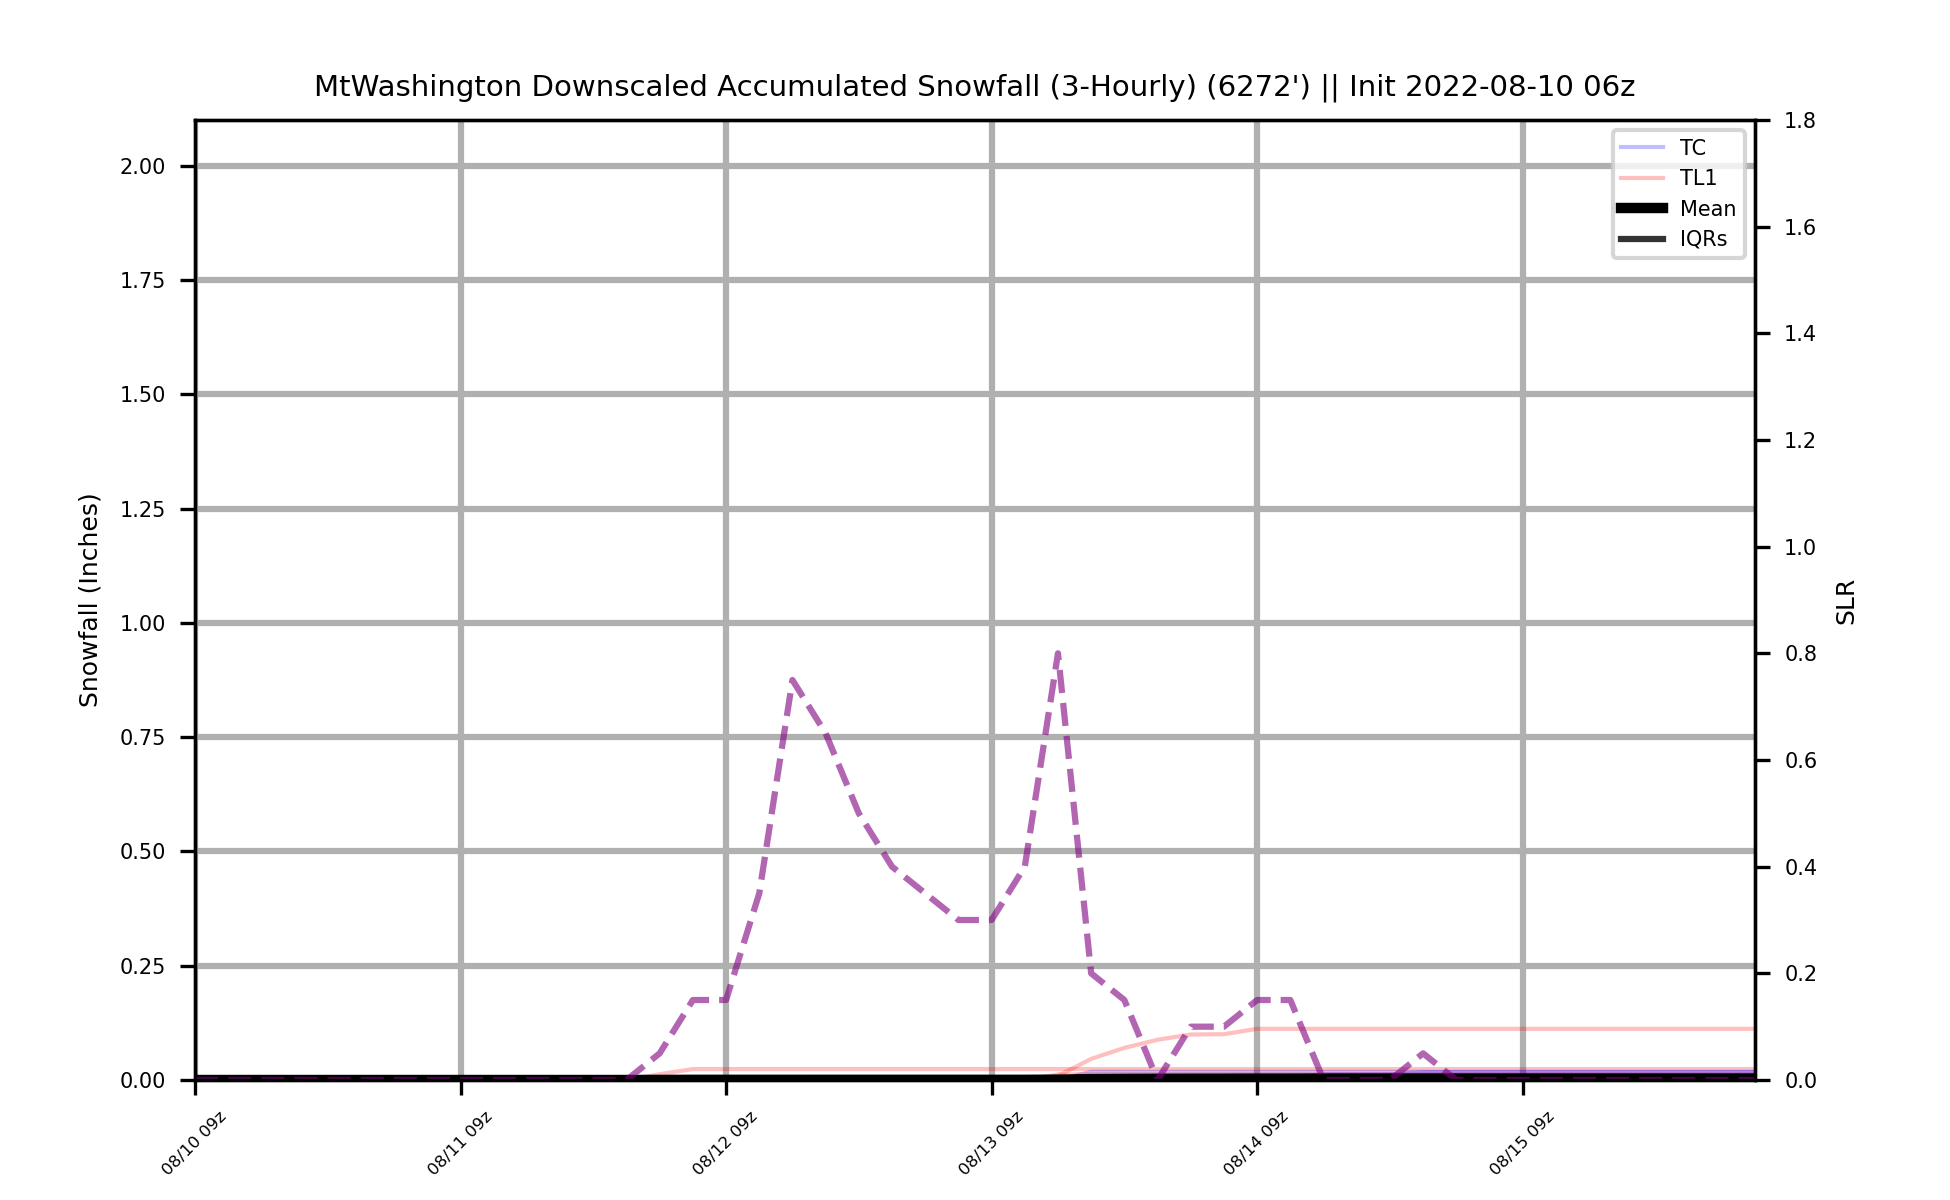 MtWashington Downscaled Accumulated Snowfall (3-Hourly) (6272') || Init 2022-08-10 06z
Snowfall (Inches)
2.00
1.75
1.50
1.25
1.00
0.75
0.50
0.25
0.00
TC
TL1
Mean
IQRs
1.8
1.6
1.4
1.2
1.0
0.8
0.6
0.4
0.2
0.0
SLR
08/10 09z
08/11 09z
08/12 09z
08/13 09z
08/14 09z
08/15 09z